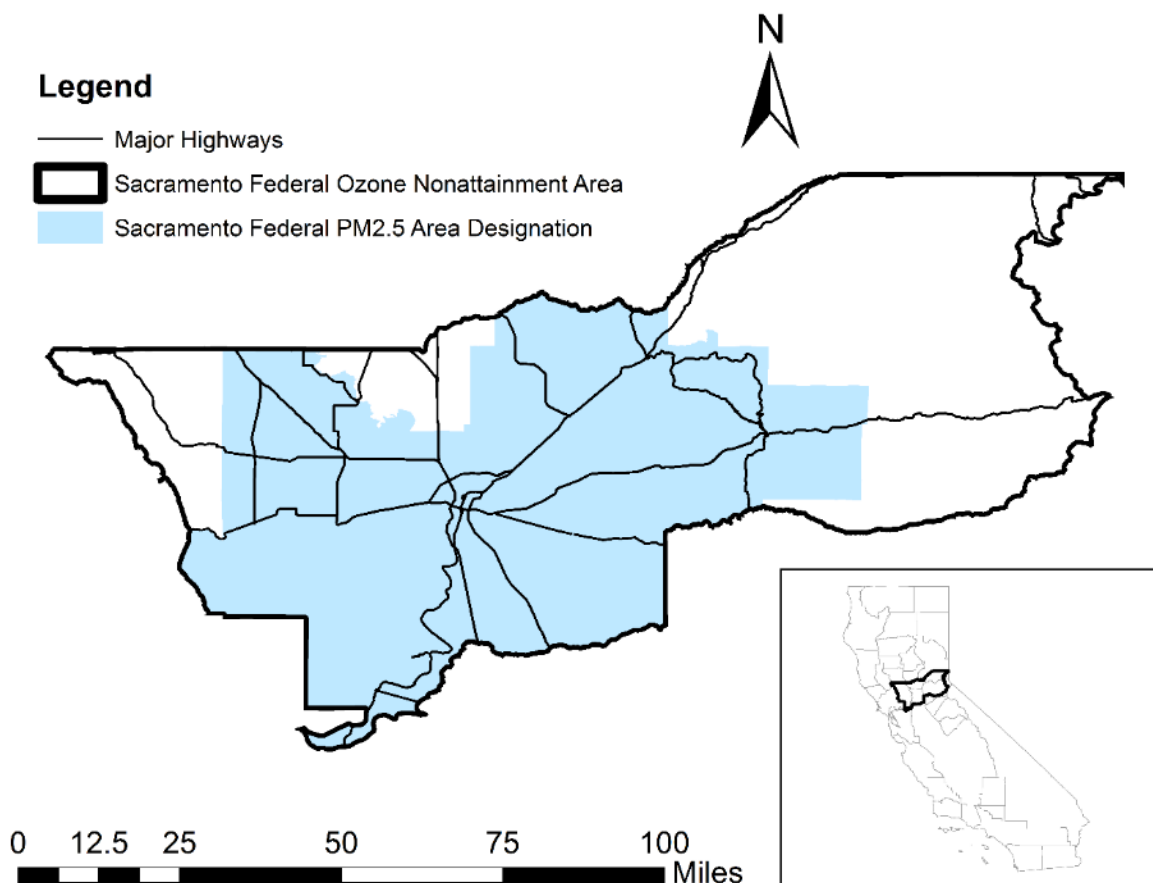 N
Legend
Major Highways
Sacramento Federal Ozone Nonattainment Area
Sacramento Federal PM2.5 Area Designation
0 12.5 25 50 75 100
Miles